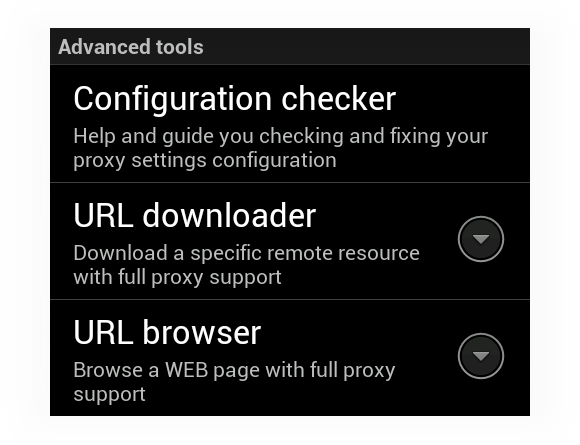 Advanced tools
Configuration checker
Help and guide you checking and fixing your
proxy settings configuration
URL downloader
Download a specific remote resource
with full proxy support
URL browser
Browse a WEB page with full proxy
support